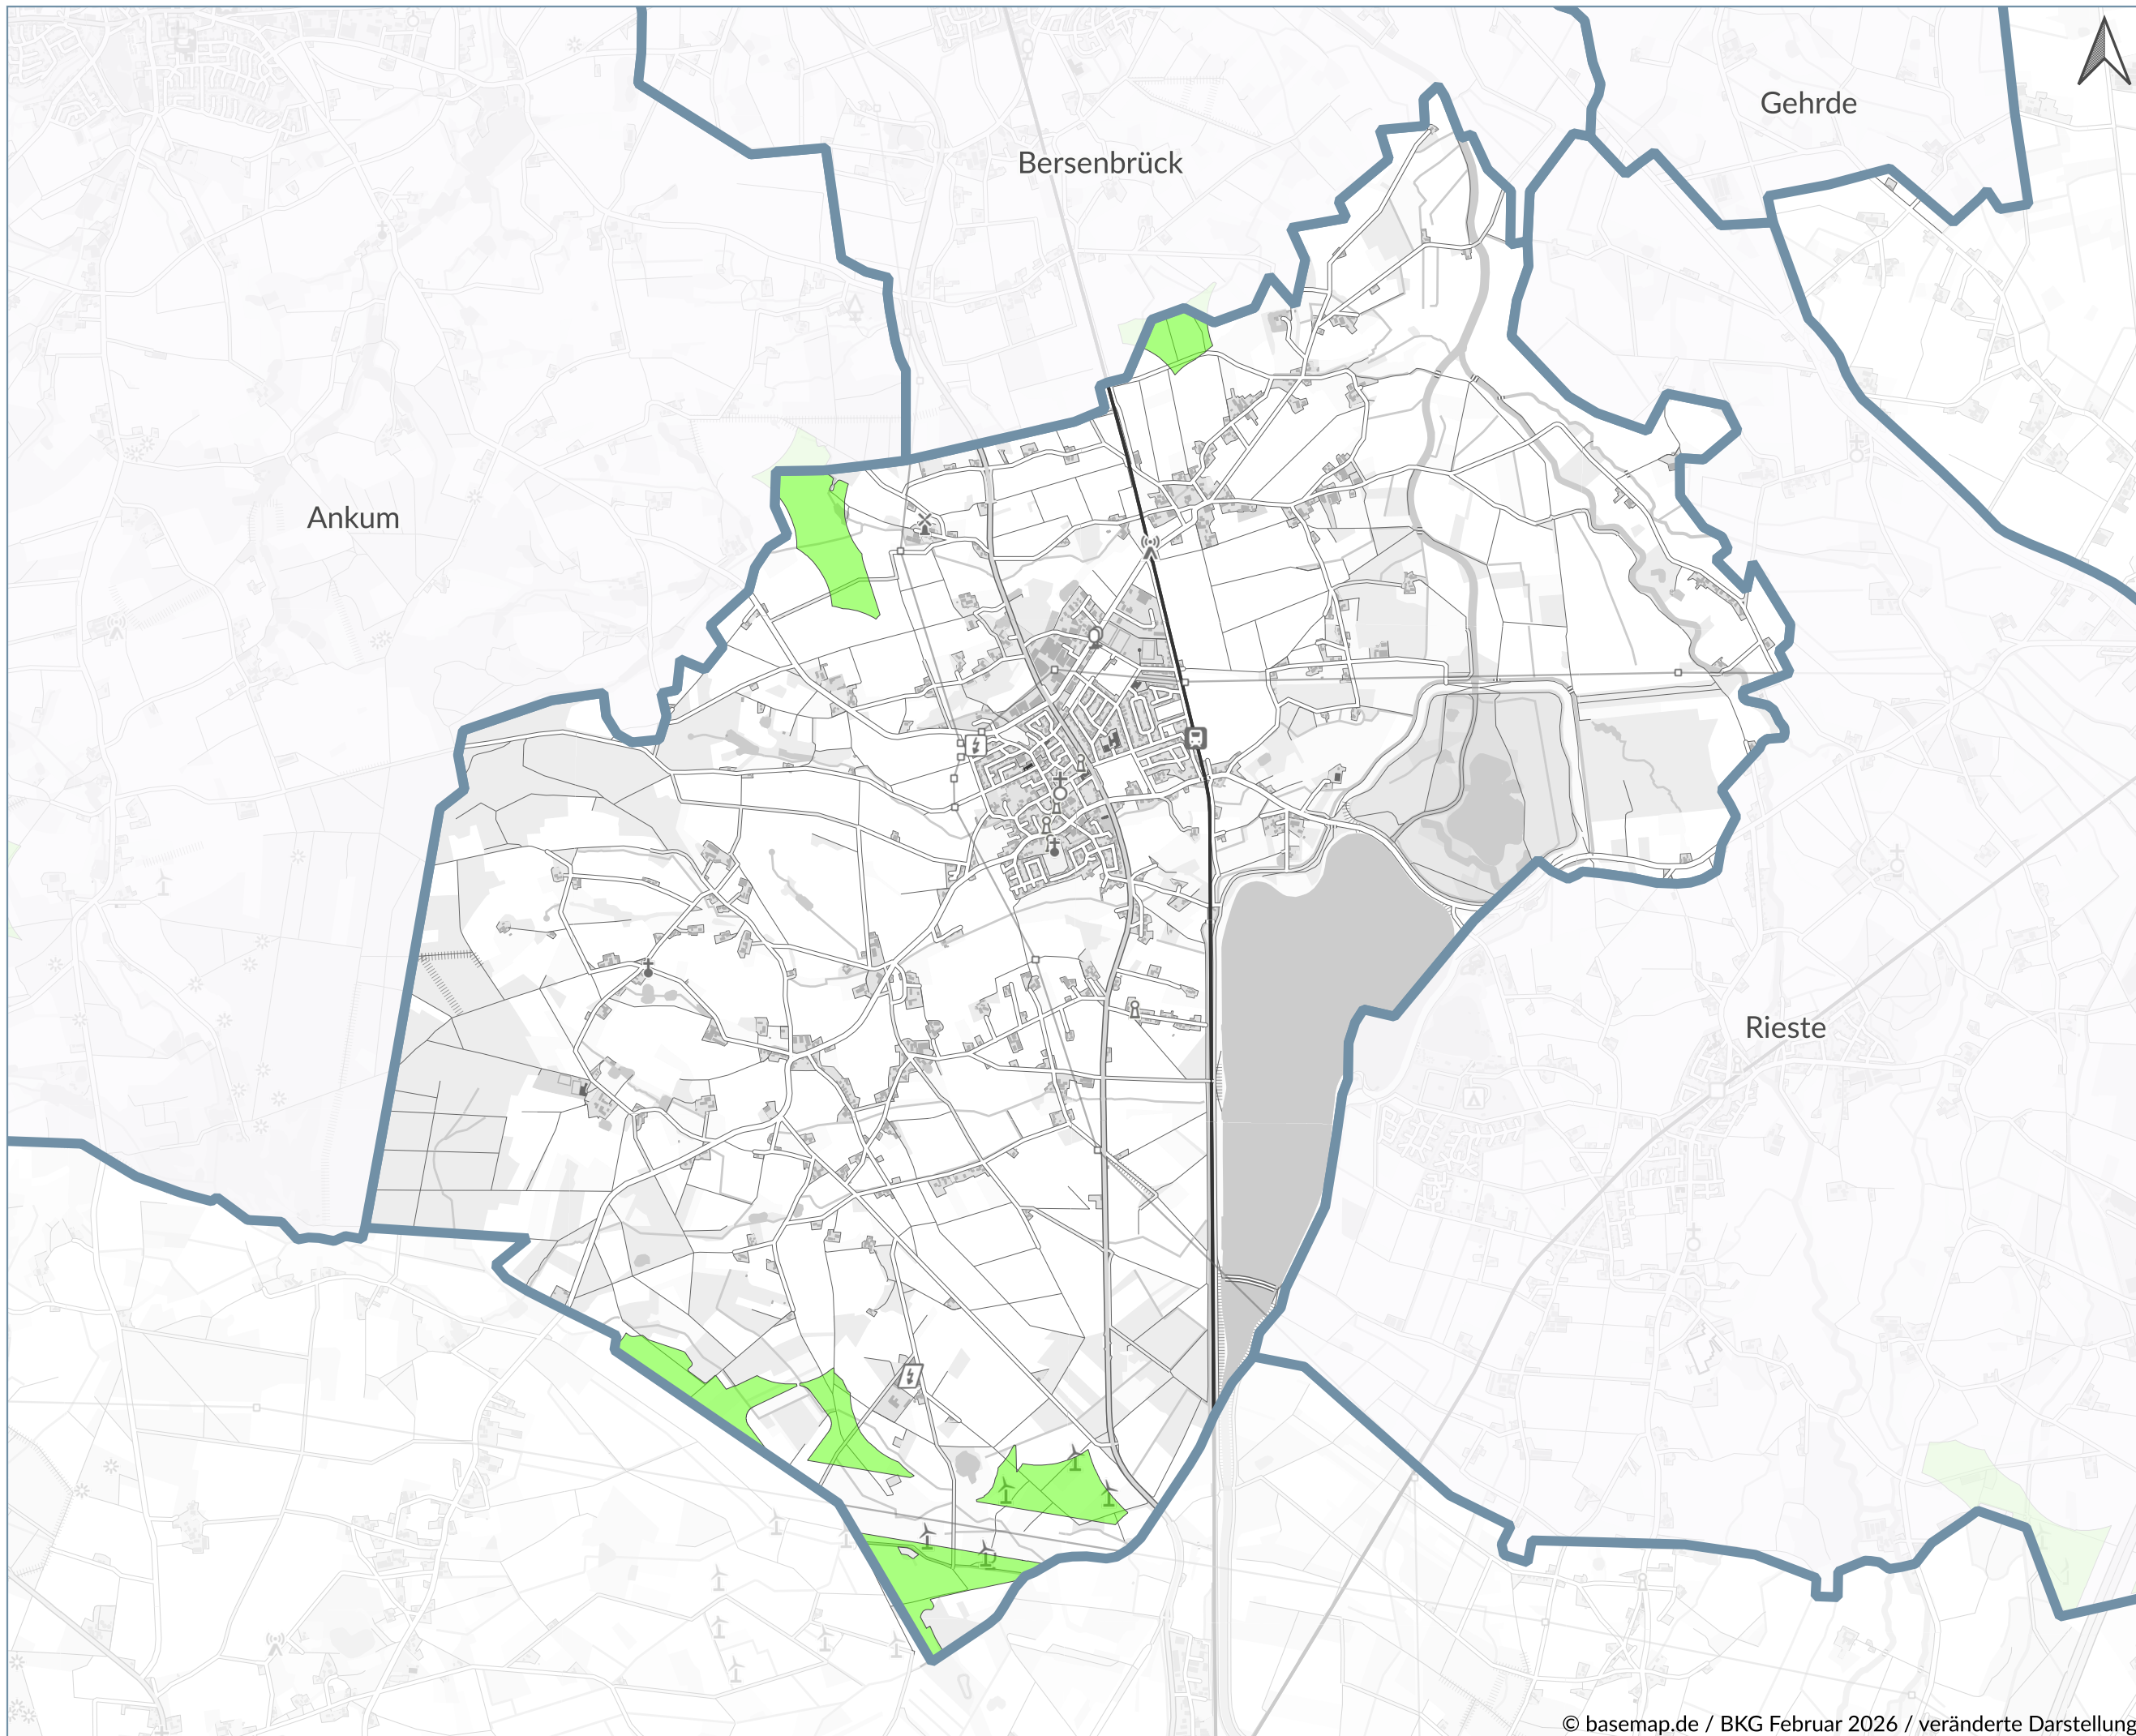 Gehrde
Bersenbrück
Ankum
Rieste
© basemap.de / BKG Februar 2026 / veränderte Darstellung